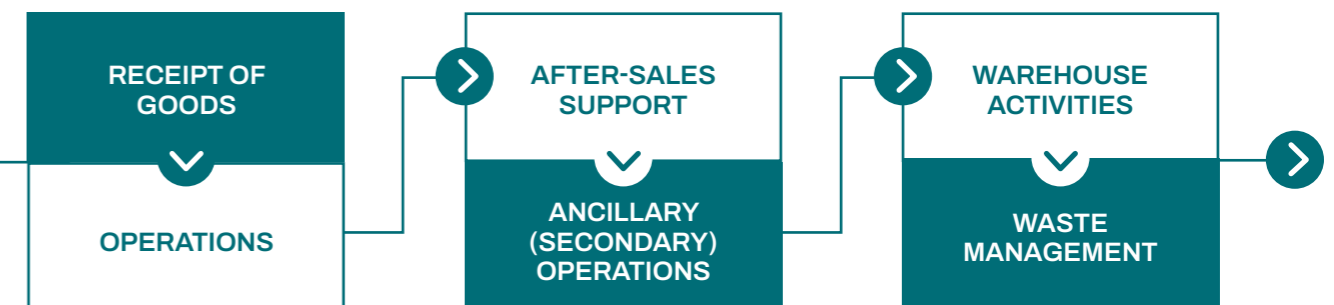 RECEIPT OF
GOODS
OPERATIONS
AFTER-SALES
SUPPORT
ANCILLARY
(SECONDARY)
OPERATIONS
WAREHOUSE
ACTIVITIES
WASTE
MANAGEMENT